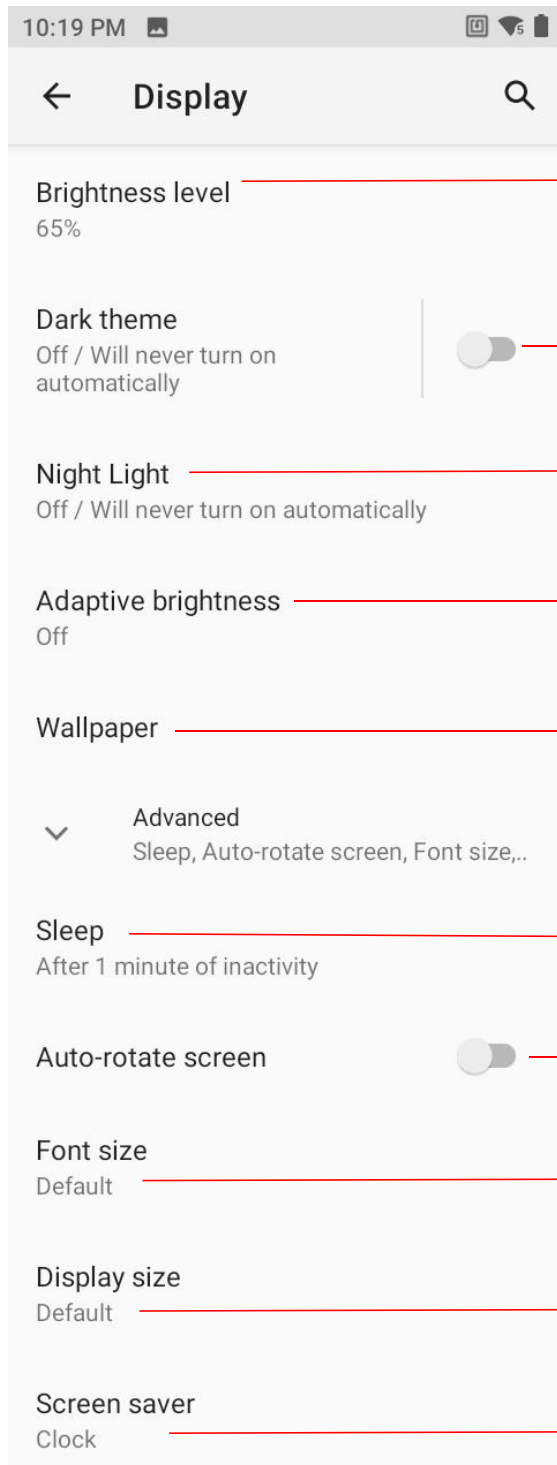 10:19 PM
5
Display
Brightness level
65%
Dark theme
Off / Will never turn on
automatically
Night Light
Off / Will never turn on automatically
Adaptive brightness
Off
Wallpaper
Advanced
Sleep, Auto-rotate screen, Font size,..
Sleep
After 1 minute of inactivity
Auto-rotate screen
Font size
Default
Display size
Default
Screen saver
Clock